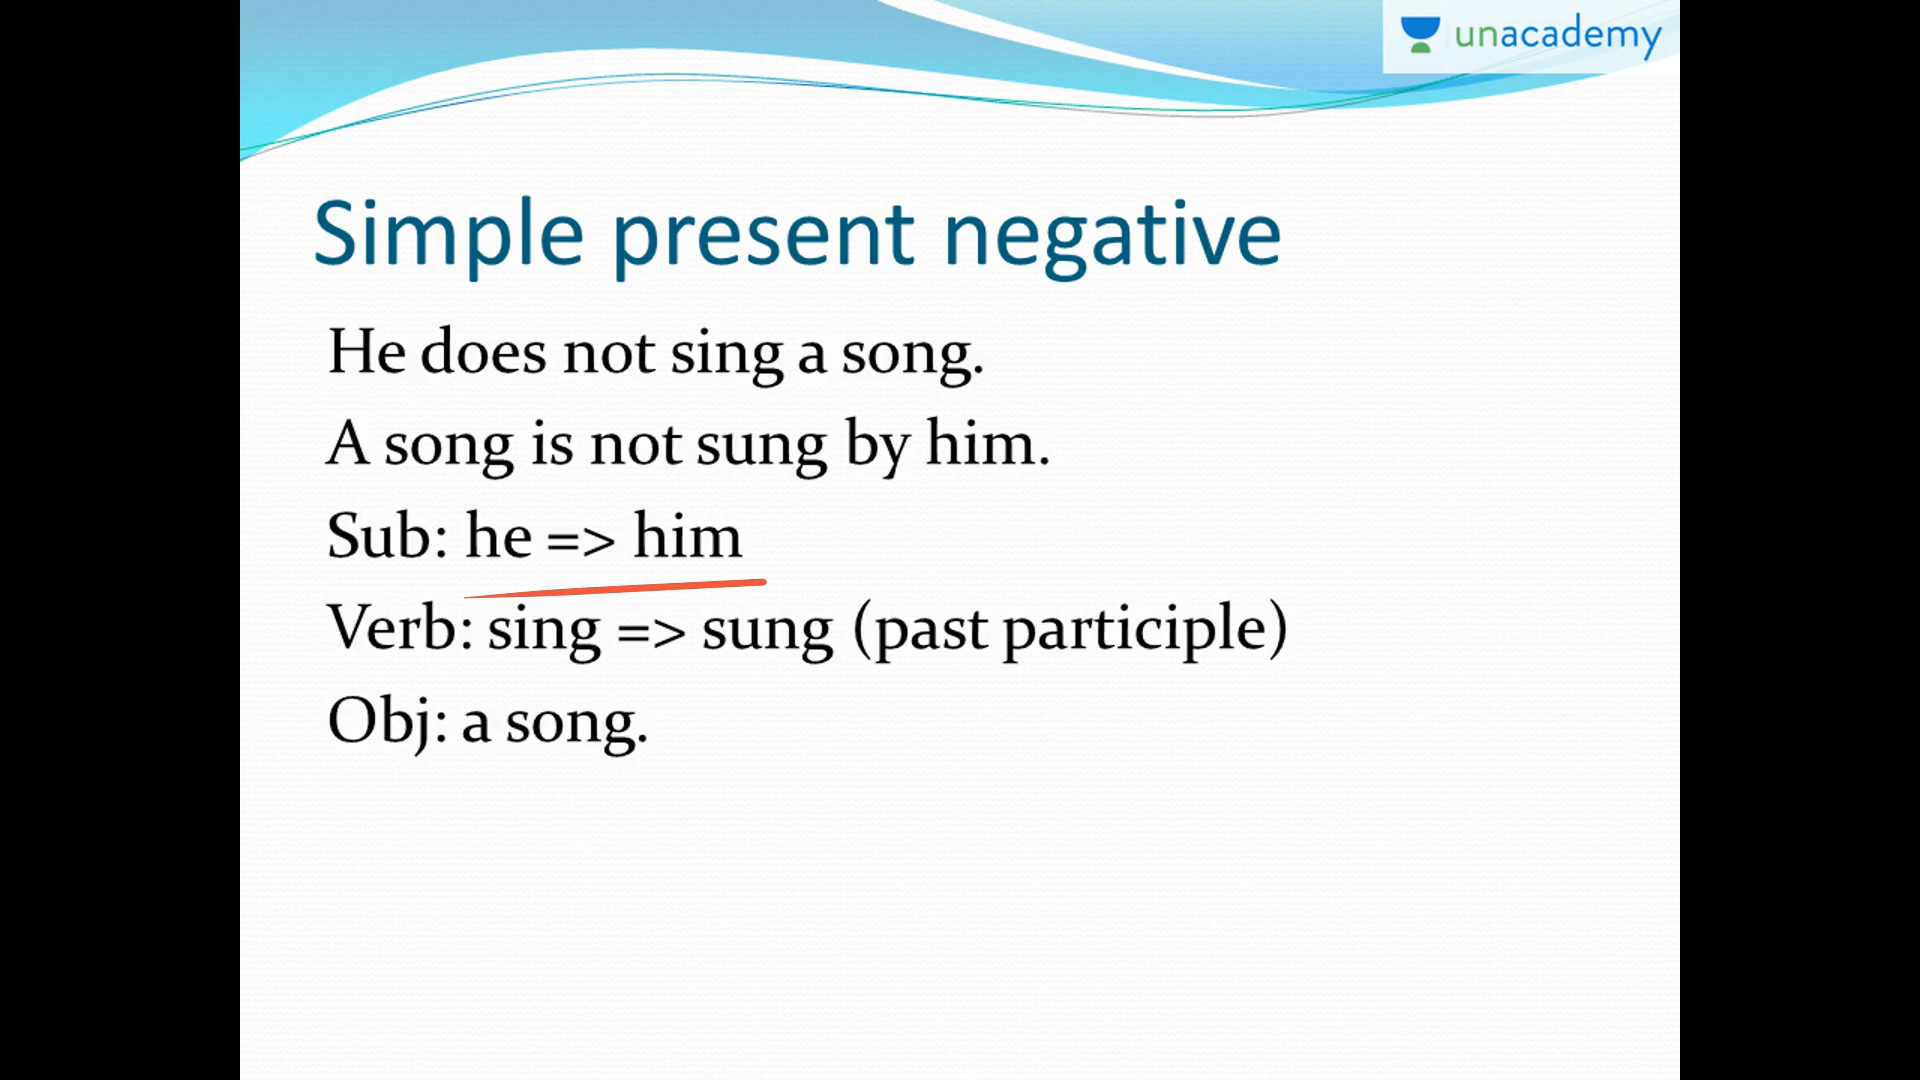 unacademy
Simple present negative
He does not sing a song.
A song is not sung by him.
Sub: he => him
Verb: sing => sung (past participle)
Obj: a song.